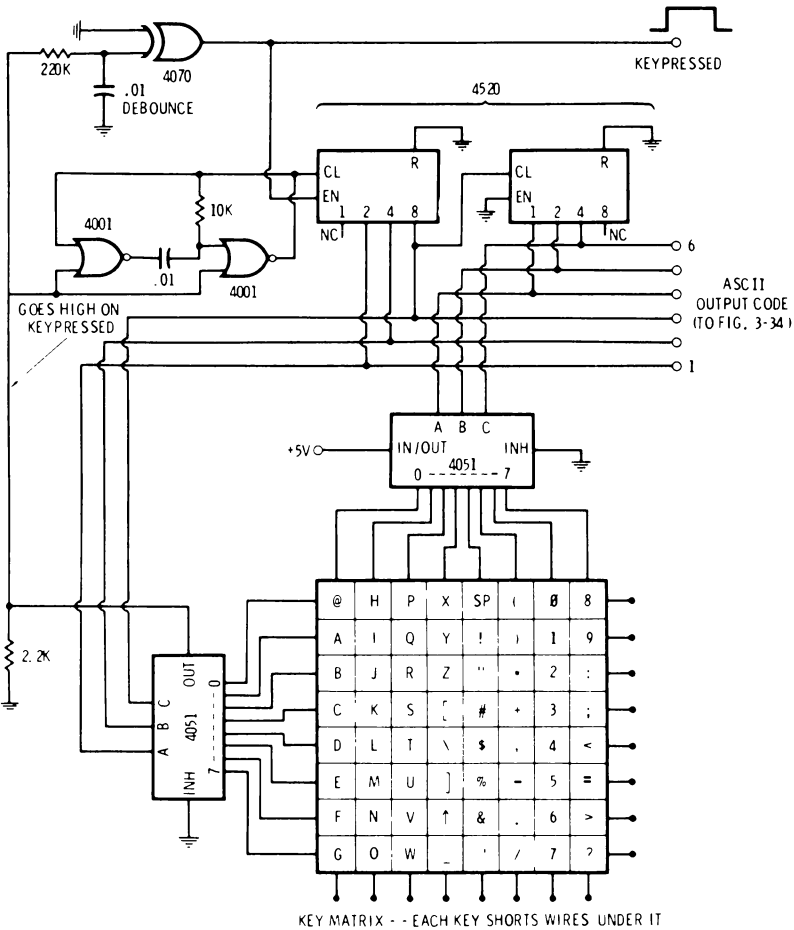 220K
.01
DEBOUNCE
4070
KEYPRESSED
4520
R
CL
EN
1 2 4 8
NC
R
CL
EN
1 2 4 8
NC
10K
4001
.01
4001
GOES HIGH ON
KEYPRESSED
6
ASCII
OUTPUT CODE
(TO FIG. 3-34)
1
A B C
+5V
IN/OUT
INH
4051
0 - - - - - - - 7
2.2K
OUT
C
B
A
4051
0 - - - - - - - 7
INH
@ H P X SP ( Ø 8
A I Q Y ! ) 1 9
B J R Z " 2 :
C K S [ # + 3 ;
D L T \ $ , 4 <
E M U ] % - 5 =
F N V ↑ & . 6 >
G O W _ ' / 7 ?
KEY MATRIX - - EACH KEY SHORTS WIRES UNDER IT